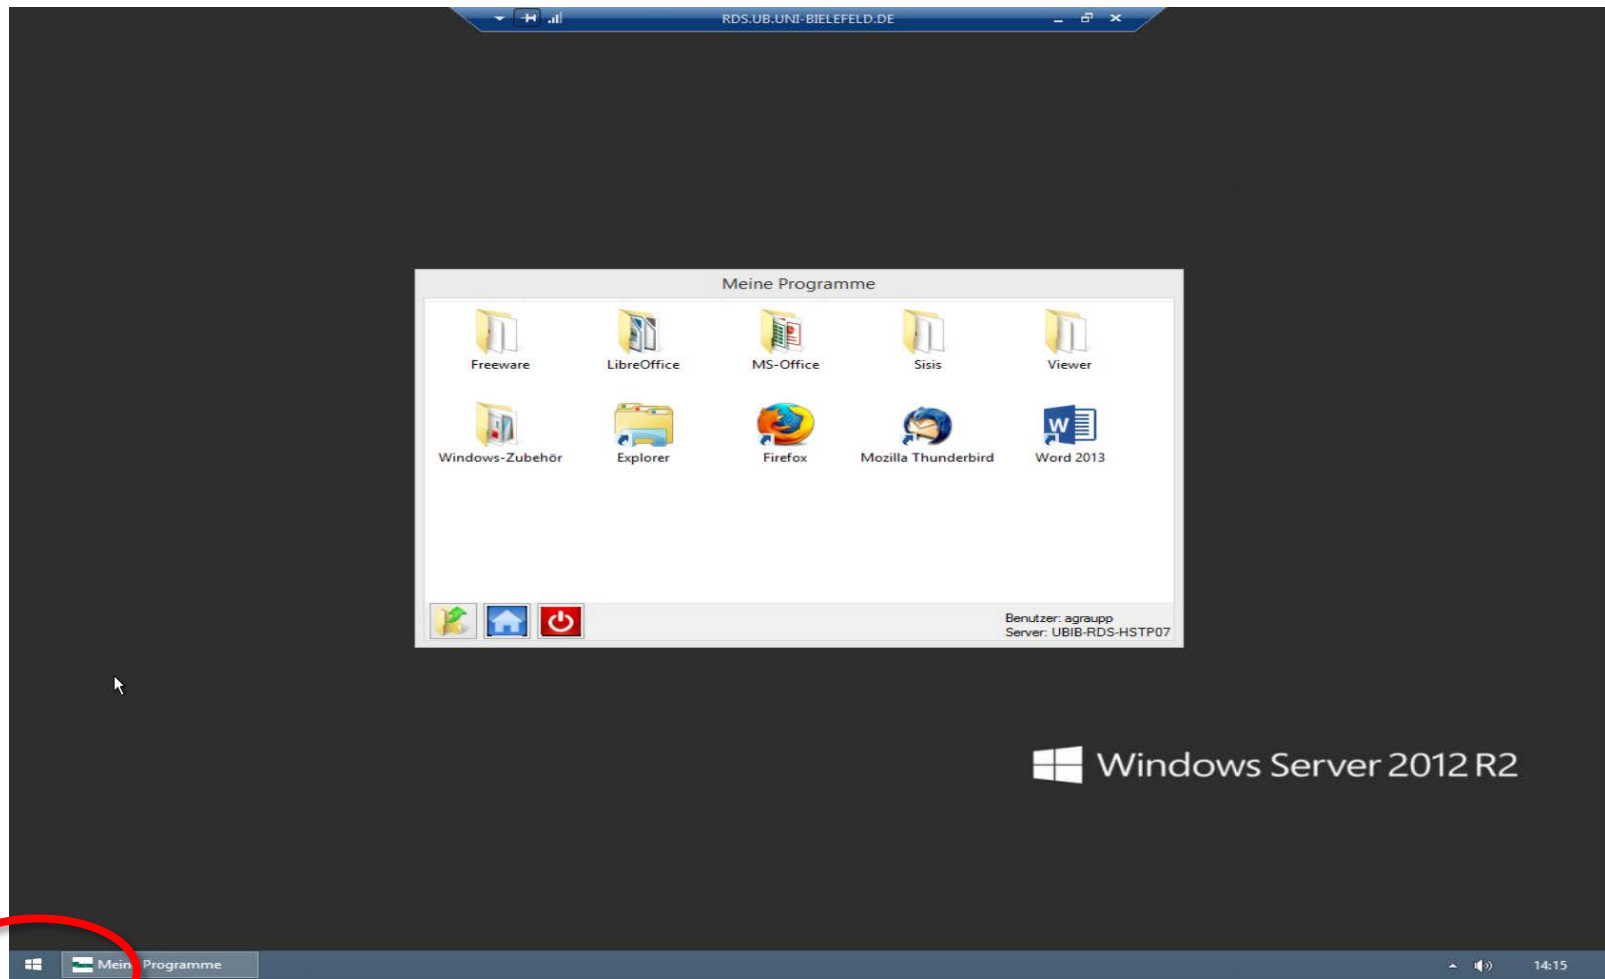 RDS.UB.UNI-BIELEFELD.DE
Meine Programme
Freeware
LibreOffice
MS-Office
Sisis
Viewer
Windows-Zubehör
Explorer
Firefox
Mozilla Thunderbird
Word 2013
Benutzer: agraupp
Server: UBIB-RDS-HSTP07
Windows Server 2012 R2
Meine Programme
14:15